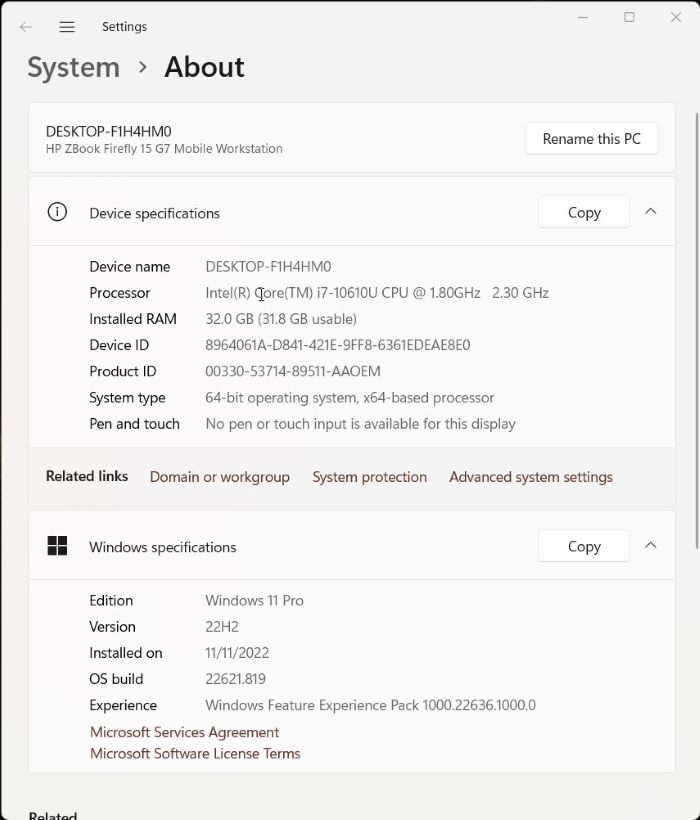 Settings
System > About
DESKTOP-F1H4HM0
HP ZBook Firefly 15 G7 Mobile Workstation
Rename this PC
Device specifications
Copy
Device name DESKTOP-F1H4HM0
Processor Intel(R) Core(TM) i7-10610U CPU @ 1.80GHz 2.30 GHz
Installed RAM 32.0 GB (31.8 GB usable)
Device ID 8964061A-D841-421E-9FF8-6361EDEAE8E0
Product ID 00330-53714-89511-AAOEM
System type 64-bit operating system, x64-based processor
Pen and touch No pen or touch input is available for this display
Related links Domain or workgroup System protection Advanced system settings
Windows specifications
Copy
Edition Windows 11 Pro
Version 22H2
Installed on 11/11/2022
OS build 22621.819
Experience Windows Feature Experience Pack 1000.22636.1000.0
Microsoft Services Agreement
Microsoft Software License Terms
Related